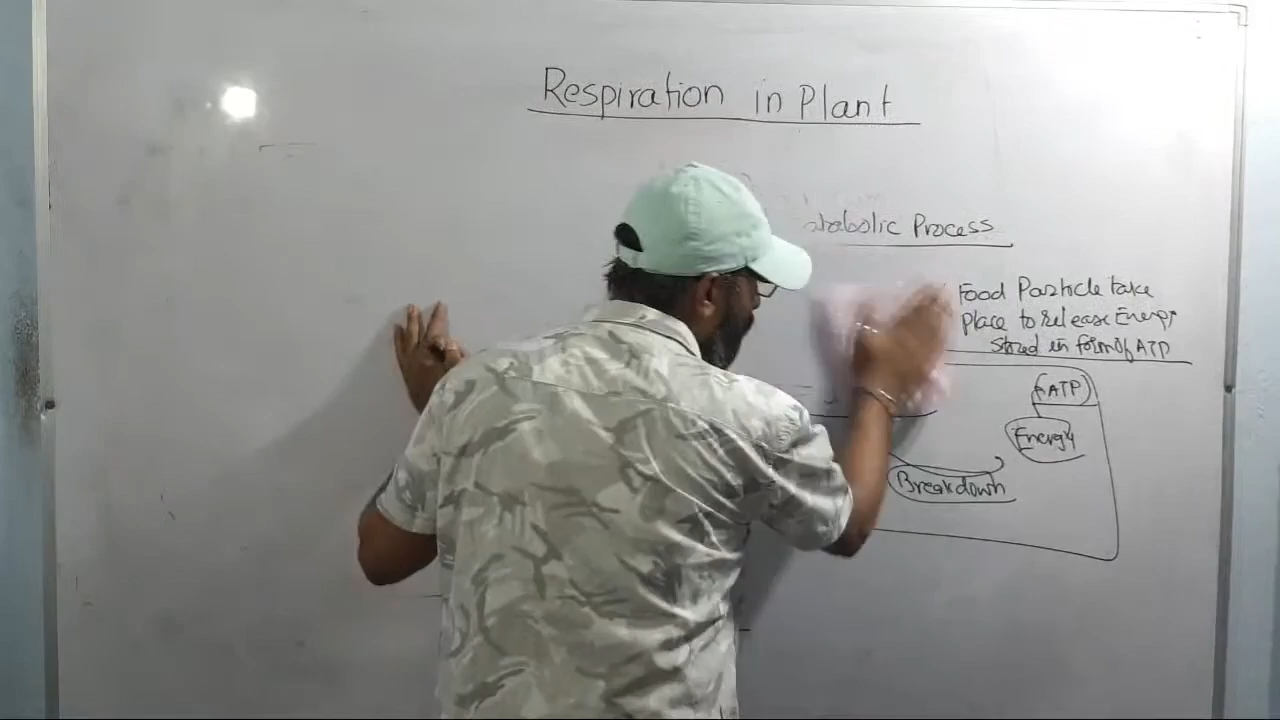 Respiration in Plant
Process
Food Particle take
Place to release Energy
Stored in form of ATP
(ATP)
Energy
Breakdown